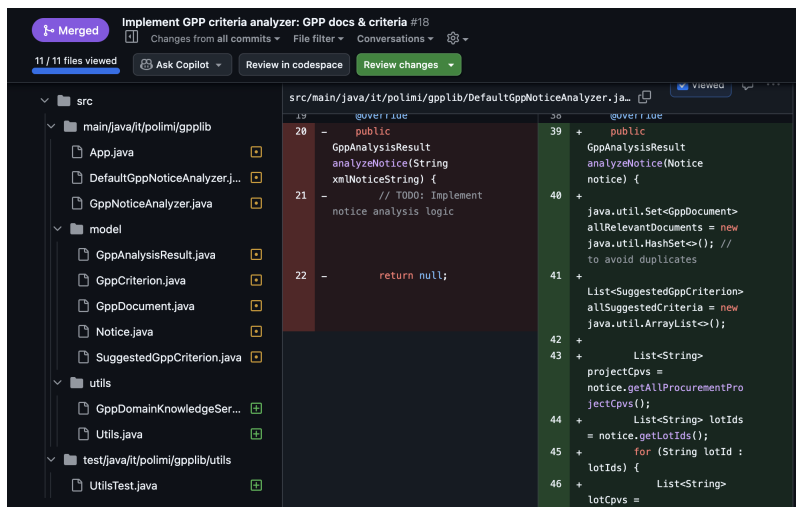 Merged
Implement GPP criteria analyzer: GPP docs & criteria #18
Changes from all commits
File filter
Conversations
11 / 11 files viewed
Ask Copilot
Review in codespace
Review changes
src
main/java/it/polimi/gpplib
App.java
DefaultGppNoticeAnalyzer.j...
GppNoticeAnalyzer.java
model
GppAnalysisResult.java
GppCriterion.java
GppDocument.java
Notice.java
SuggestedGppCriterion.java
utils
GppDomainKnowledgeSer...
Utils.java
test/java/it/polimi/gpplib/utils
UtilsTest.java
src/main/java/it/polimi/gpplib/DefaultGppNoticeAnalyzer.ja…
Viewed
19 @Override
20 - public
GppAnalysisResult
analyzeNotice(String
xmlNoticeString) {
21 - // TODO: Implement
notice analysis logic
22 - return null;
38 @Override
39 + public
GppAnalysisResult
analyzeNotice(Notice
notice) {
40 +
java.util.Set<GppDocument>
allRelevantDocuments = new
java.util.HashSet<>(); //
to avoid duplicates
41 +
List<SuggestedGppCriterion>
allSuggestedCriteria = new
java.util.ArrayList<>();
42 +
43 + List<String>
projectCpvs =
notice.getAllProcurementPro
jectCpvs();
44 + List<String> lotIds
= notice.getLotIds();
45 + for (String lotId :
lotIds) {
46 + List<String>
lotCpvs =